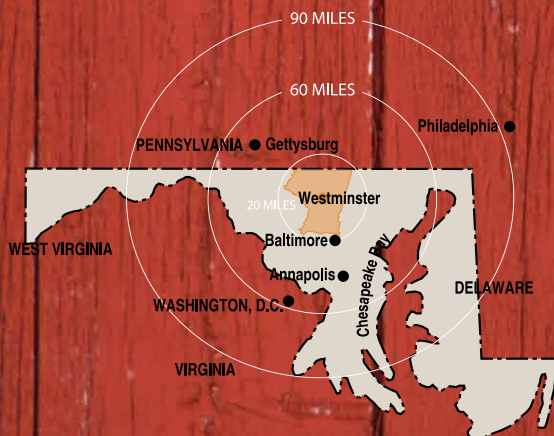 90 MILES
60 MILES
Philadelphia
PENNSYLVANIA
Gettysburg
Westminster
20 MILES
Baltimore
WEST VIRGINIA
Annapolis
Chesapeake Bay
DELAWARE
WASHINGTON, D.C.
VIRGINIA